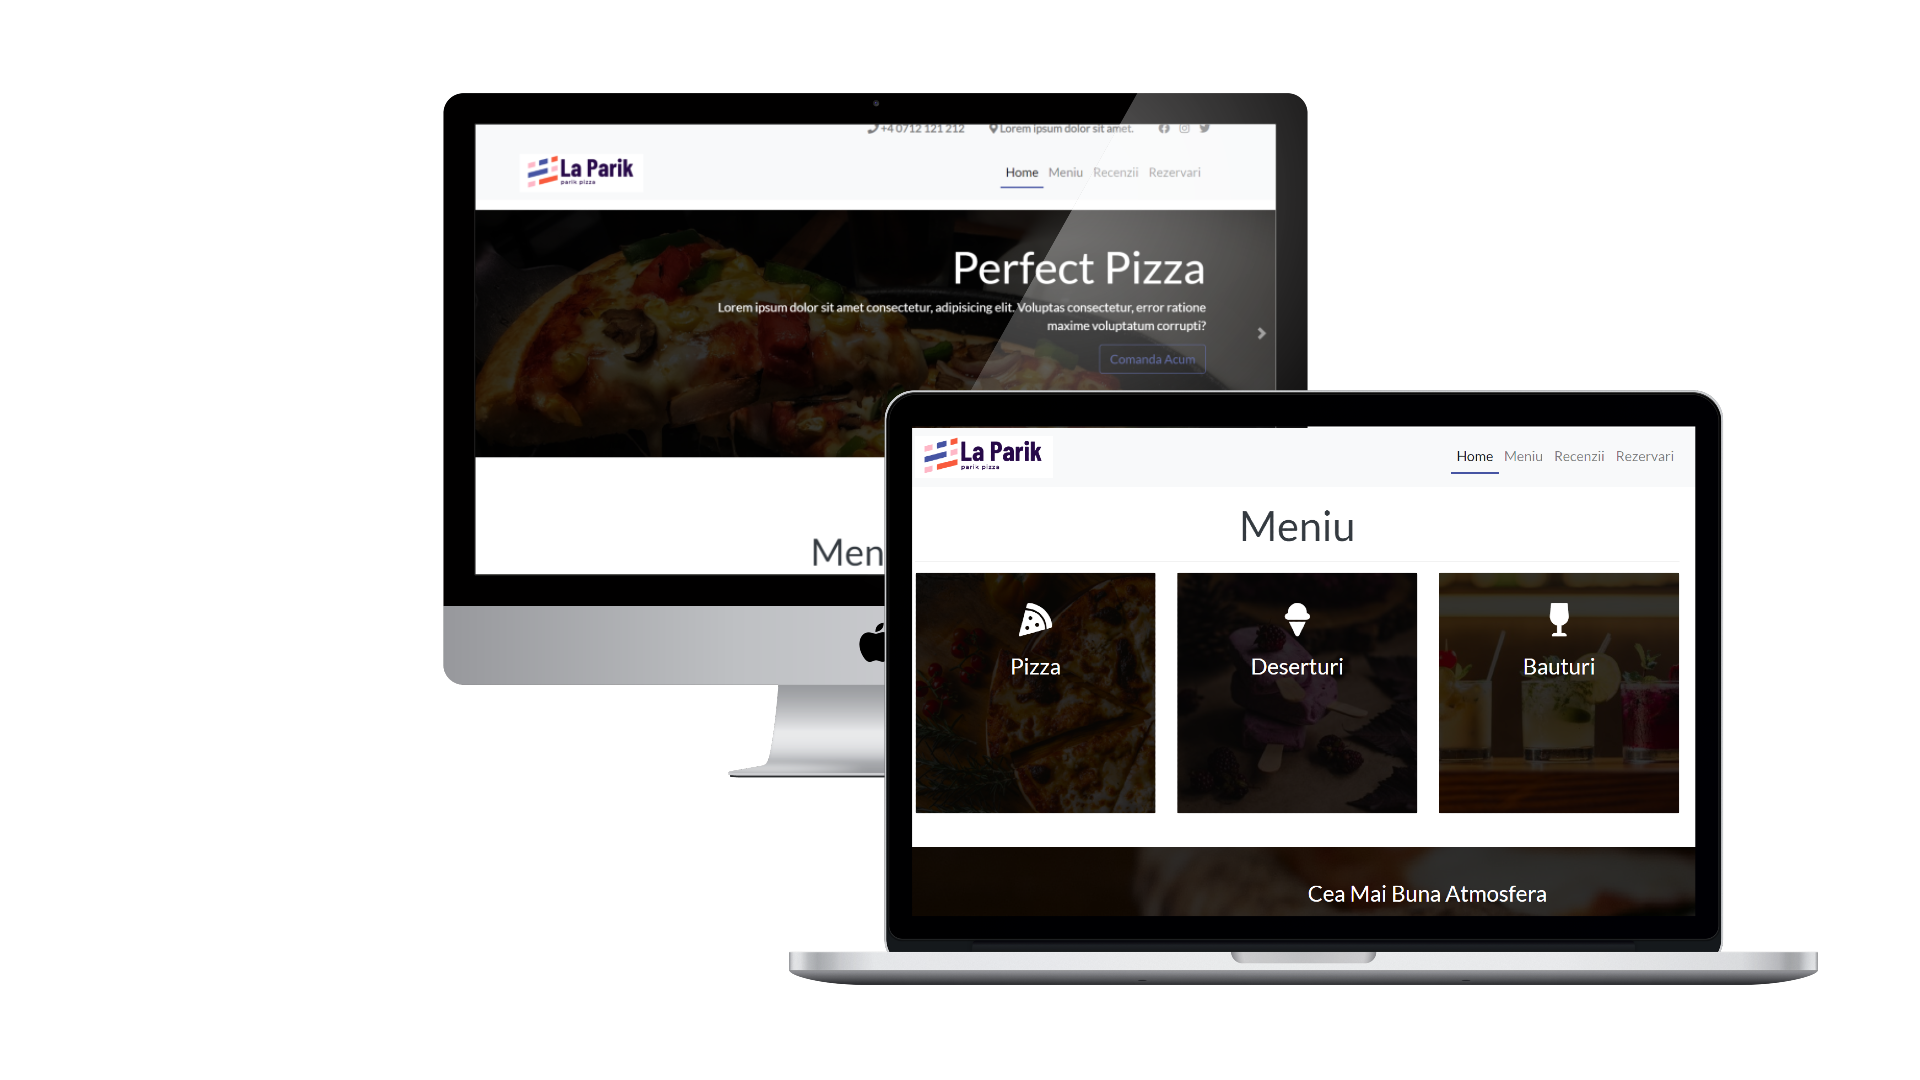 +4 0712 121 212 Lorem ipsum dolor sit amet.
La Parik
parik pizza
Home Meniu Recenzii Rezervari
Perfect Pizza
Lorem ipsum dolor sit amet consectetur, adipisicing elit. Voluptas consectetur, error ratione
maxime voluptatum corrupti?
Comanda Acum
Men
La Parik
parik pizza
Home Meniu Recenzii Rezervari
Meniu
Pizza Deserturi Bauturi
Cea Mai Buna Atmosfera